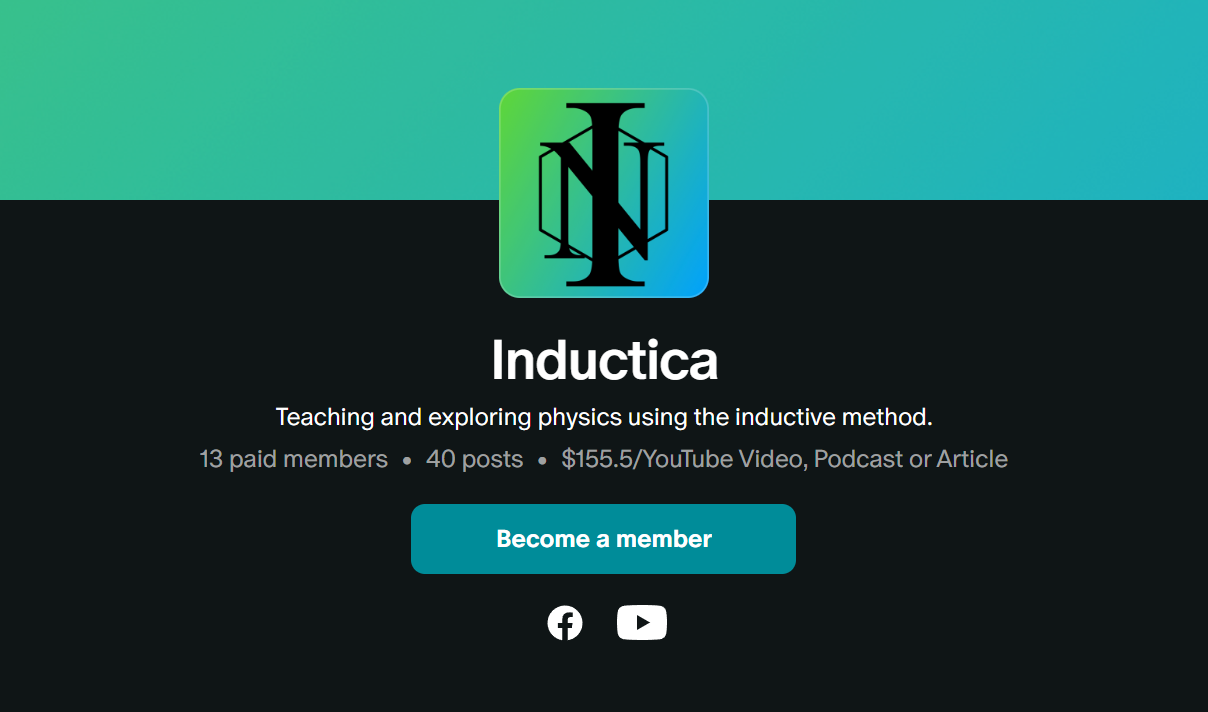 IN
Inductica
Teaching and exploring physics using the inductive method.
13 paid members • 40 posts • $155.5/YouTube Video, Podcast or Article
Become a member